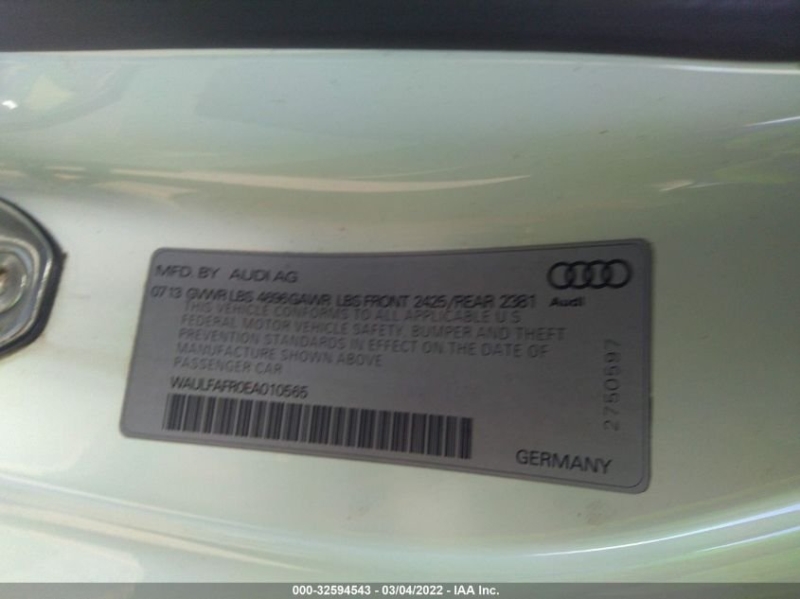 MFD. BY AUDI AG
0713 GVWR LBS 4696 GAWR LBS FRONT 2425/REAR 2381
Audi
THIS VEHICLE CONFORMS TO ALL APPLICABLE U.S
FEDERAL MOTOR VEHICLE SAFETY, BUMPER AND THEFT
PREVENTION STANDARDS IN EFFECT ON THE DATE OF
MANUFACTURE SHOWN ABOVE
PASSENGER CAR
WAULFAFR0EA010565
2750597
GERMANY
000-32594543 - 03/04/2022 - IAA Inc.